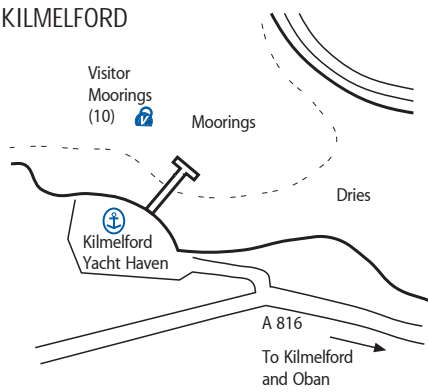 KILMELFORD
Visitor
Moorings
(10)
V
Moorings
Dries
Kilmelford
Yacht Haven
A 816
To Kilmelford
and Oban